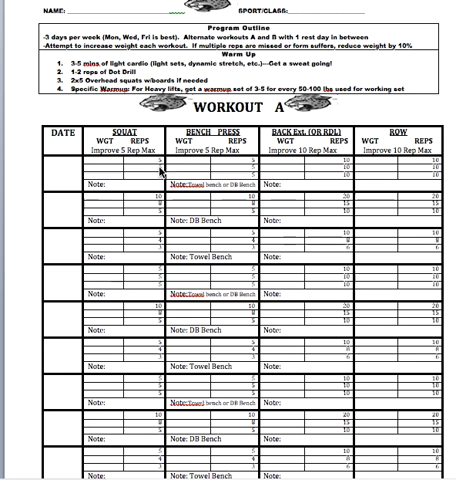 NAME: SPORT/CLASS:
Program Outline
-3 days per week (Mon, Wed, Fri is best). Alternate workouts A and B with 1 rest day in between
-Attempt to increase weight each workout. If multiple reps are missed or form suffers, reduce weight by 10%
Warm Up
1. 3-5 mins of light cardio (light sets, dynamic stretch, etc.)—Get a sweat going!
2. 1-2 reps of Dot Drill
3. 2x5 Overhead squats w/boards if needed
4. Specific Warmup: For Heavy lifts, get a warmup set of 3-5 for every 50-100 lbs used for working set
WORKOUT A
DATE SQUAT BENCH PRESS BACK Ext. (OR RDL) ROW
WGT REPS WGT REPS WGT REPS WGT REPS
Improve 5 Rep Max Improve 5 Rep Max Improve 10 Rep Max Improve 10 Rep Max
5 5 10 10
5 10 10
5 5 10 10
Note: Note:Towel bench or DB Bench Note:
10 10 20 20
8 8 15 15
5 5 10 10
Note: Note: DB Bench Note:
5 5 10 10
4 4 8 8
3 3 6 6
Note: Note: Towel Bench Note:
5 5 10 10
5 5 10 10
5 5 10 10
Note: Note:Towel bench or DB Bench Note:
10 10 20 20
8 8 15 15
5 5 10 10
Note: Note: DB Bench Note:
5 5 10 10
4 4 8 8
3 3 6 6
Note: Note: Towel Bench Note:
5 5 10 10
5 5 10 10
5 5 10 10
Note: Note:Towel bench or DB Bench Note:
10 10 20 20
8 8 15 15
5 5 10 10
Note: Note: DB Bench Note:
5 5 10 10
4 4 8 8
3 3 6 6
Note: Note: Towel Bench Note: